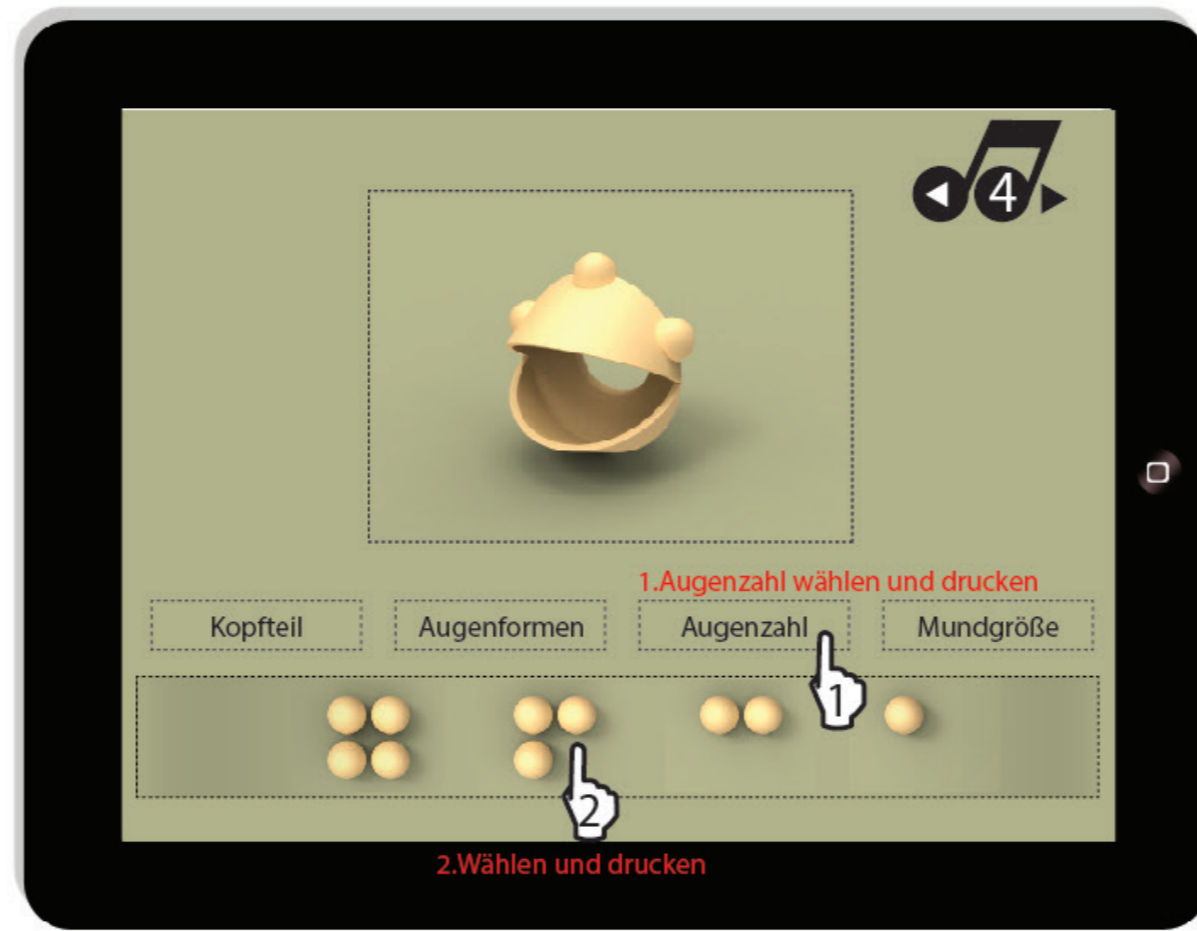 4
1.Augenzahl wählen und drucken
Kopfteil
Augenformen
Augenzahl
Mundgröße
1
2
2.Wählen und drucken